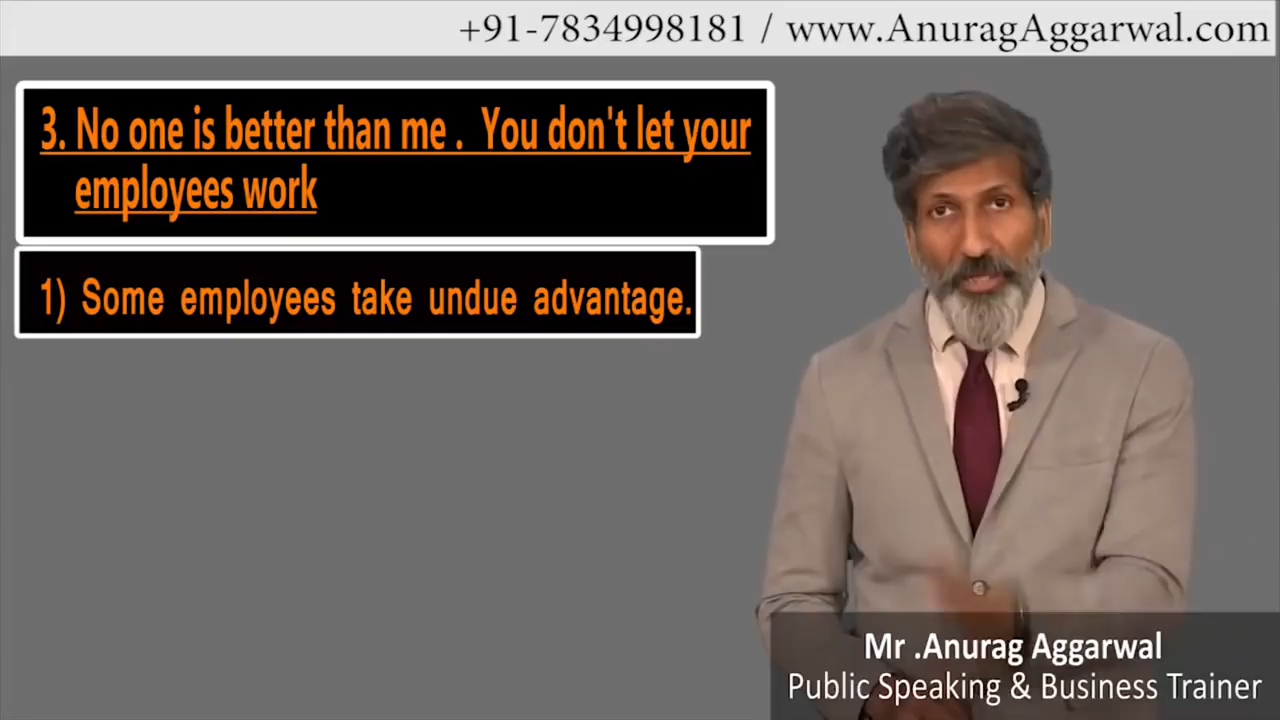 +91-7834998181 / www.AnuragAggarwal.com
3. No one is better than me .  You don't let your
employees work
1) Some employees take undue advantage.
Mr .Anurag Aggarwal
Public Speaking & Business Trainer